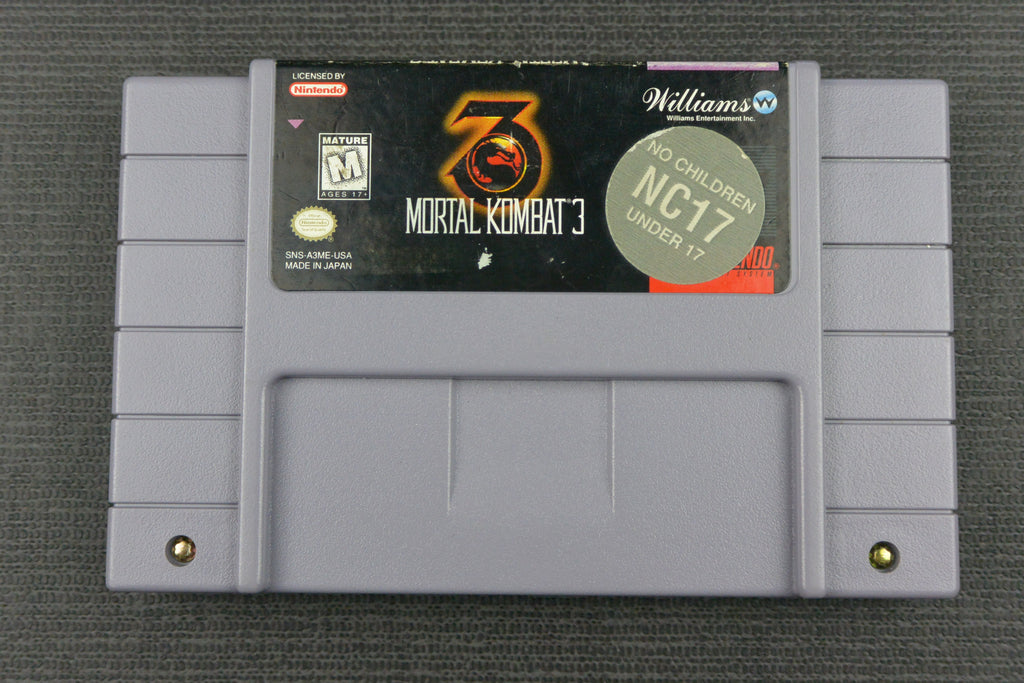 LICENSED BY
Nintendo
MATURE
M
AGES 17+
SNS-A3ME-USA
MADE IN JAPAN
3
MORTAL KOMBAT 3
Williams W
Williams Entertainment Inc.
NO CHILDREN
NC17
UNDER 17